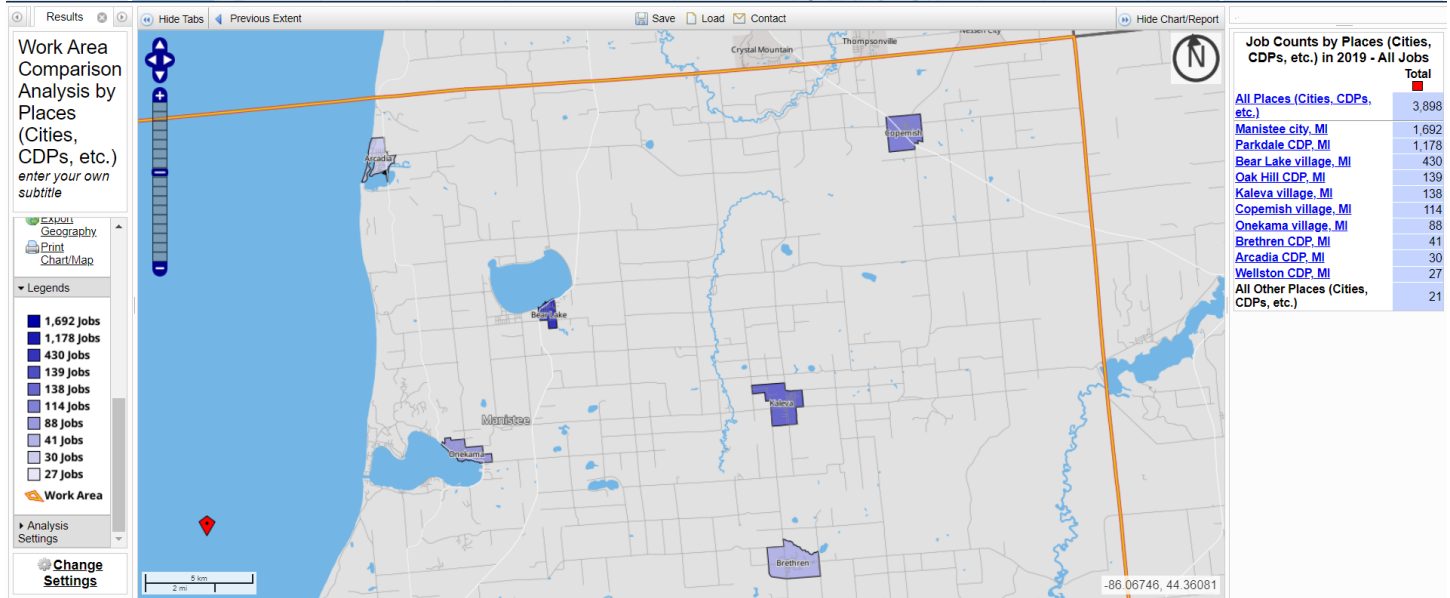 Results
Hide Tabs
Previous Extent
Save
Load
Contact
Hide Chart/Report
Work Area
Comparison
Analysis by
Places
(Cities,
CDPs, etc.)
enter your own
subtitle
Export
Geography
Print
Chart/Map
Legends
1,692 Jobs
1,178 Jobs
430 Jobs
139 Jobs
138 Jobs
114 Jobs
88 Jobs
41 Jobs
30 Jobs
27 Jobs
Work Area
Analysis
Settings
Change
Settings
Crystal Mountain
Thompsonville
Nessen City
N
Copemish
Arcadia
Bear Lake
Kaleva
Manistee
Onekama
Brethren
5 km
2 mi
-86.06746, 44.36081
Job Counts by Places (Cities,
CDPs, etc.) in 2019 - All Jobs
Total
All Places (Cities, CDPs, etc.) 3,898
Manistee city, MI 1,692
Parkdale CDP, MI 1,178
Bear Lake village, MI 430
Oak Hill CDP, MI 139
Kaleva village, MI 138
Copemish village, MI 114
Onekama village, MI 88
Brethren CDP, MI 41
Arcadia CDP, MI 30
Wellston CDP, MI 27
All Other Places (Cities, CDPs, etc.) 21